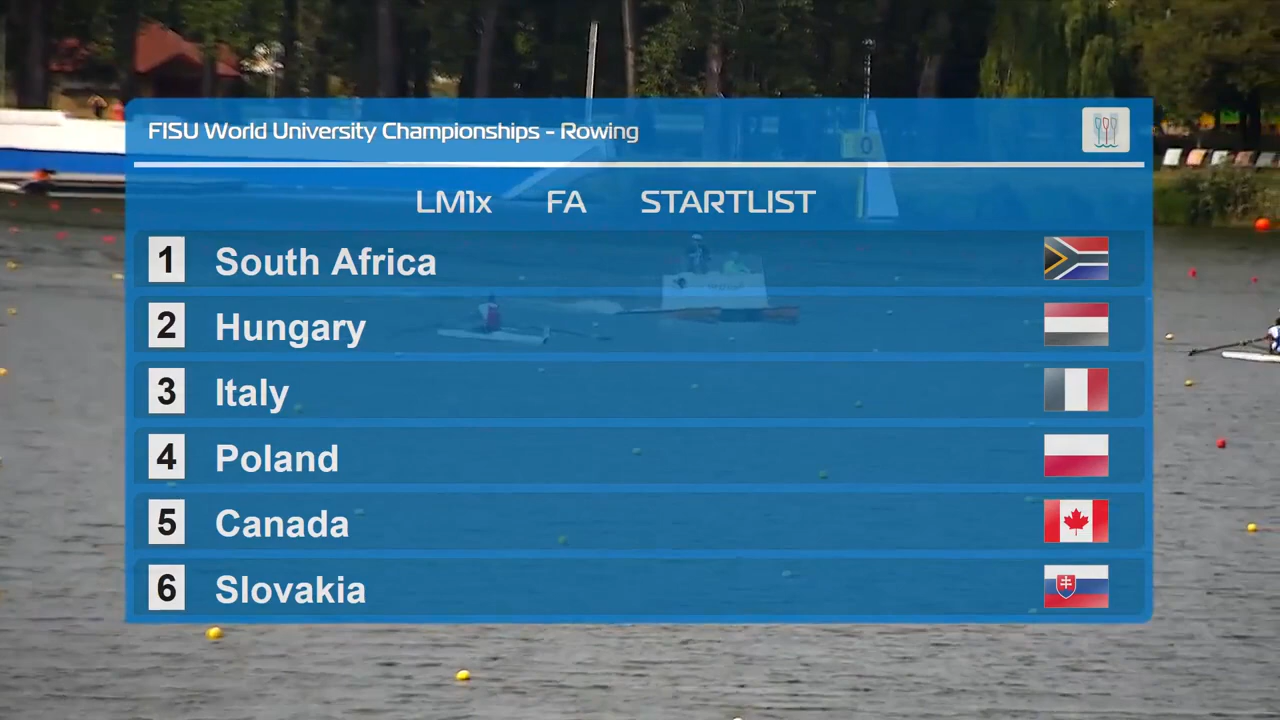 FISU World University Championships - Rowing
LM1x FA STARTLIST
1 South Africa
2 Hungary
3 Italy
4 Poland
5 Canada
6 Slovakia
0